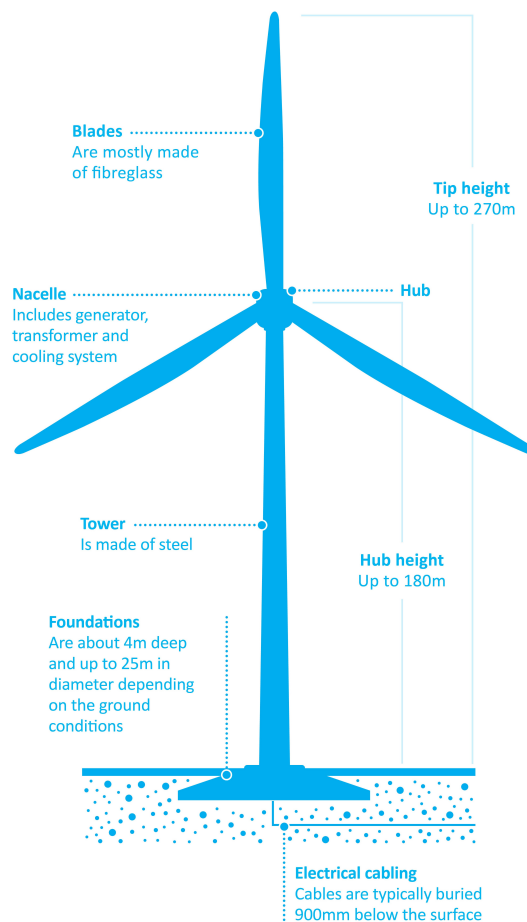 Blades
Are mostly made
of fibreglass
Tip height
Up to 270m
Nacelle
Includes generator,
transformer and
cooling system
Hub
Tower
Is made of steel
Hub height
Up to 180m
Foundations
Are about 4m deep
and up to 25m in
diameter depending
on the ground
conditions
Electrical cabling
Cables are typically buried
900mm below the surface